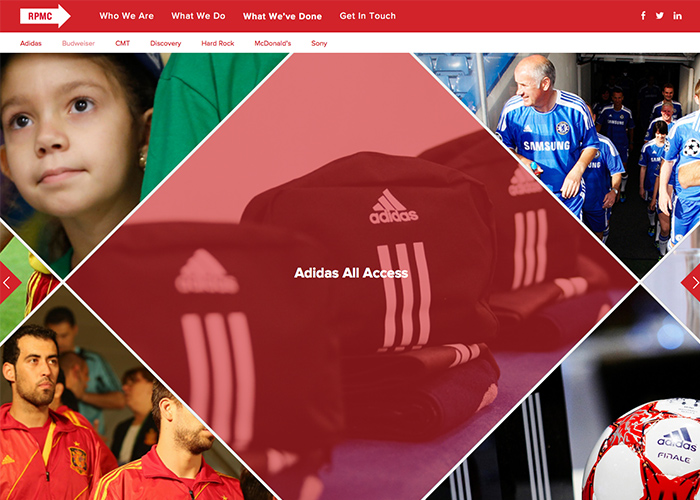 RPMC
Who We Are
What We Do
What We've Done
Get In Touch
Adidas
Budweiser
CMT
Discovery
Hard Rock
McDonald's
Sony
SAMSUNG
adidas
Adidas All Access
adidas
FINALE